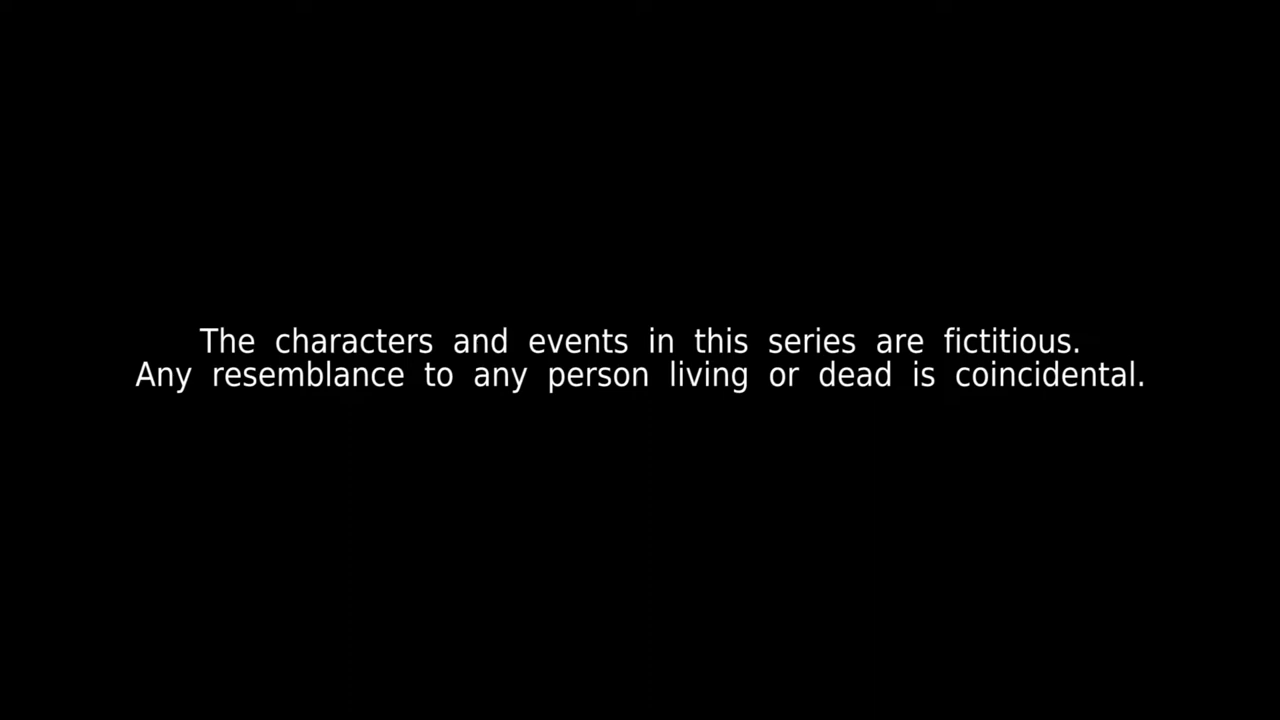 The characters and events in this series are fictitious.
Any resemblance to any person living or dead is coincidental.